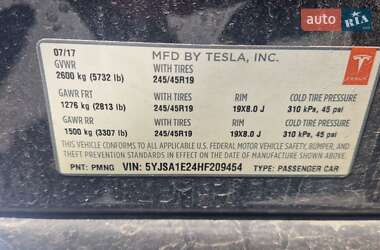 auto RIA
07/17 MFD BY TESLA, INC.
GVWR WITH TIRES
2600 kg (5732 lb) 245/45R19
TESLA
GAWR FRT WITH TIRES RIM COLD TIRE PRESSURE
1276 kg (2813 lb) 245/45R19 19X8.0 J 310 kPa, 45 psi
GAWR RR WITH TIRES RIM COLD TIRE PRESSURE
1500 kg (3307 lb) 245/45R19 19X8.0 J 310 kPa, 45 psi
THIS VEHICLE CONFORMS TO ALL APPLICABLE U.S. FEDERAL
MOTOR VEHICLE SAFETY, BUMPER, AND THEFT PREVENTION
STANDARDS IN EFFECT ON THE DATE OF MANUFACTURE SHOWN ABOVE.
PNT: PMNG VIN: 5YJSA1E24HF209454 TYPE: PASSENGER CAR